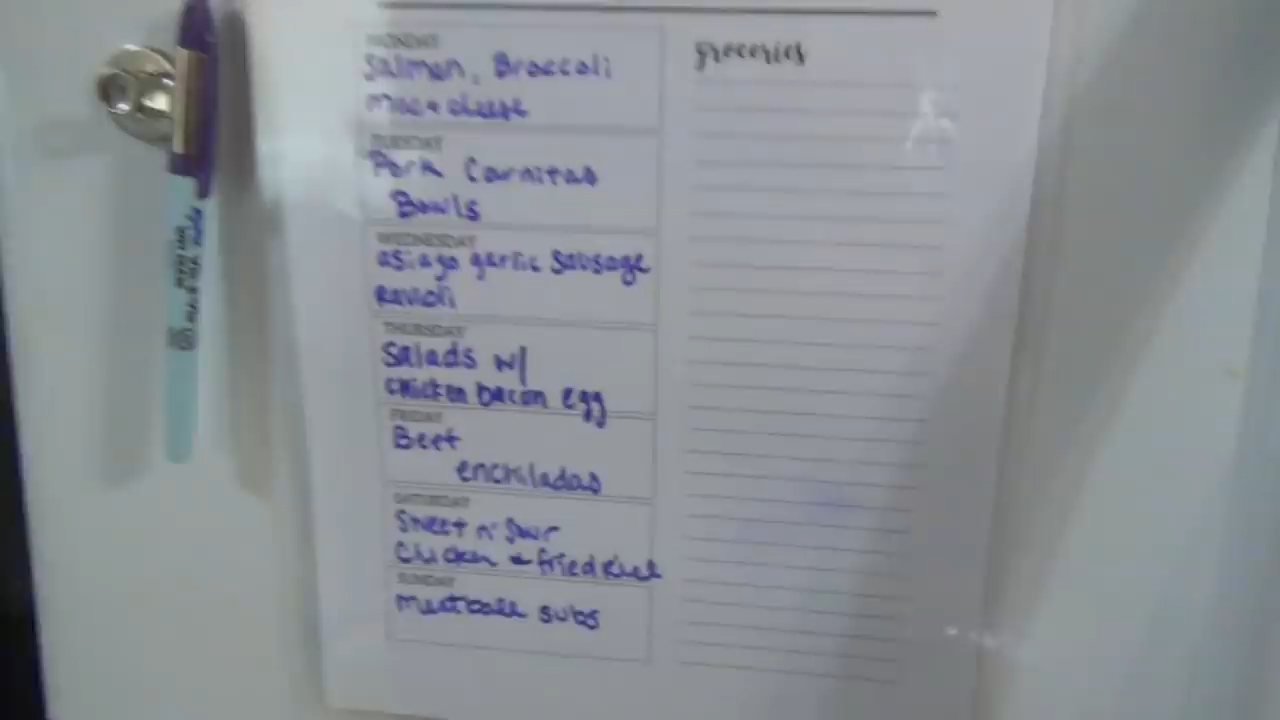 MONDAY
Salmon, Broccoli
mac + cheese
TUESDAY
Pork Carnitas
Bowls
WEDNESDAY
asiago garlic sausage
Ravioli
THURSDAY
Salads w/
chicken bacon egg
FRIDAY
Beef
enchiladas
SATURDAY
Sweet n' Sour
Chicken + fried Rice
SUNDAY
meatball subs
groceries